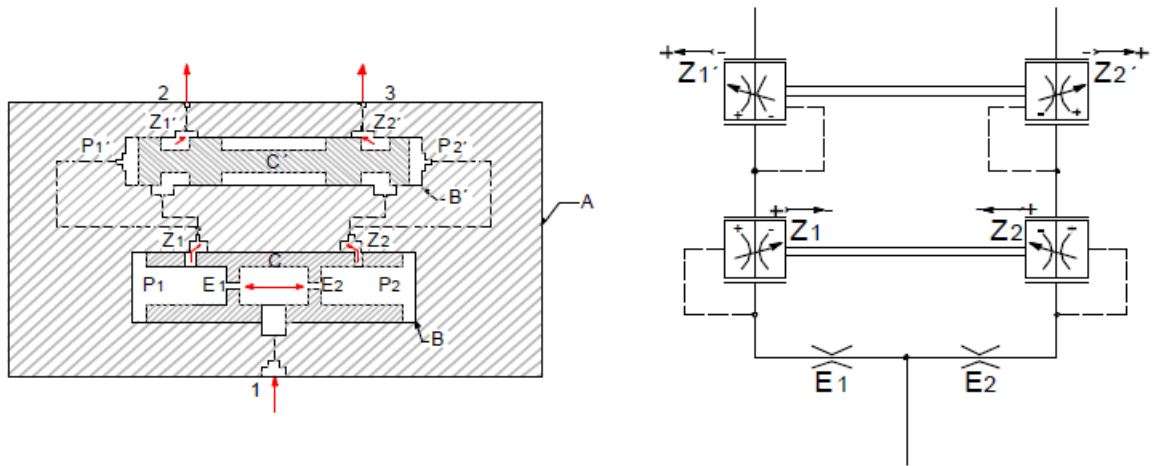 2 3
Z1´ Z2´
P1´ C´ P2´
B´
A
Z1 Z2
C
P1 E1 E2 P2
B
1
+ - - +
Z1´ Z2´
+ - - +
+ - - +
+ - Z1 Z2 - -
E1 E2